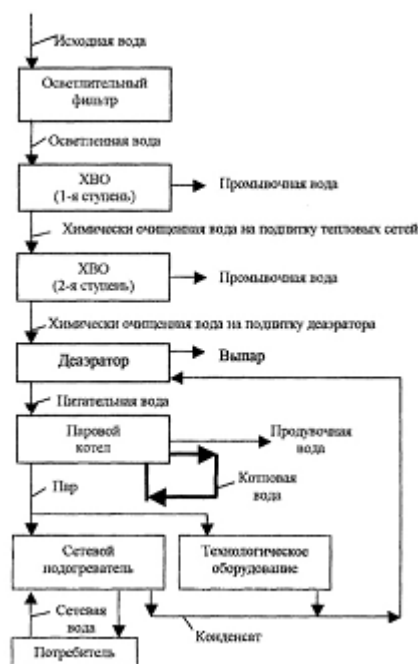 Исходная вода
Осветлительный
фильтр
Осветленная вода
ХВО
(1-я ступень)
Промывочная вода
Химически очищенная вода на подпитку тепловых сетей
ХВО
(2-я ступень)
Промывочная вода
Химически очищенная вода на подпитку деаэратора
Деаэратор
Выпар
Питательная вода
Паровой
котел
Продувочная
вода
Котловая
вода
Пар
Сетевой
подогреватель
Технологическое
оборудование
Сетевая
вода
Конденсат
Потребитель